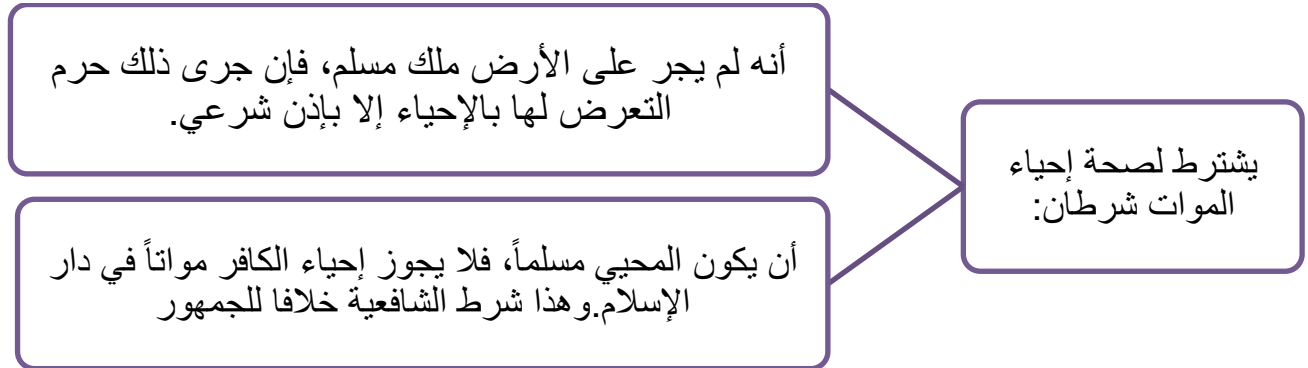 يشترط لصحة إحياء
الموات شرطان:
أنه لم يجر على الأرض ملك مسلم، فإن جرى ذلك حرم
التعرض لها بالإحياء إلا بإذن شرعي.
أن يكون المحيي مسلماً، فلا يجوز إحياء الكافر مواتاً في دار
الإسلام.وهذا شرط الشافعية خلافا للجمهور